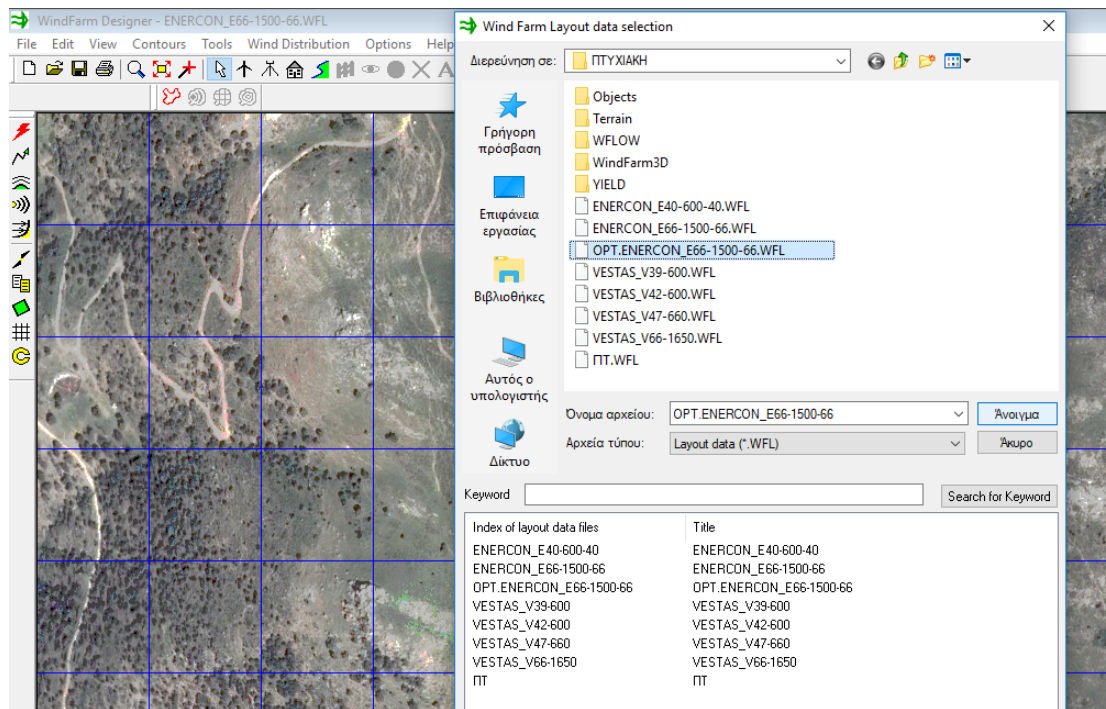 WindFarm Designer - ENERCON_E66-1500-66.WFL
File Edit View Contours Tools Wind Distribution Options Help
Wind Farm Layout data selection
Διερεύνηση σε: ΠΤΥΧΙΑΚΗ
Γρήγορη
πρόσβαση
Επιφάνεια
εργασίας
Βιβλιοθήκες
Αυτός ο
υπολογιστής
Δίκτυο
Objects
Terrain
WFLOW
WindFarm3D
YIELD
ENERCON_E40-600-40.WFL
ENERCON_E66-1500-66.WFL
OPT.ENERCON_E66-1500-66.WFL
VESTAS_V39-600.WFL
VESTAS_V42-600.WFL
VESTAS_V47-660.WFL
VESTAS_V66-1650.WFL
ΠΤ.WFL
Όνομα αρχείου: OPT.ENERCON_E66-1500-66 Άνοιγμα
Αρχεία τύπου: Layout data (*.WFL) Άκυρο
Keyword Search for Keyword
Index of layout data files Title
ENERCON_E40-600-40 ENERCON_E40-600-40
ENERCON_E66-1500-66 ENERCON_E66-1500-66
OPT.ENERCON_E66-1500-66 OPT.ENERCON_E66-1500-66
VESTAS_V39-600 VESTAS_V39-600
VESTAS_V42-600 VESTAS_V42-600
VESTAS_V47-660 VESTAS_V47-660
VESTAS_V66-1650 VESTAS_V66-1650
ΠΤ ΠΤ